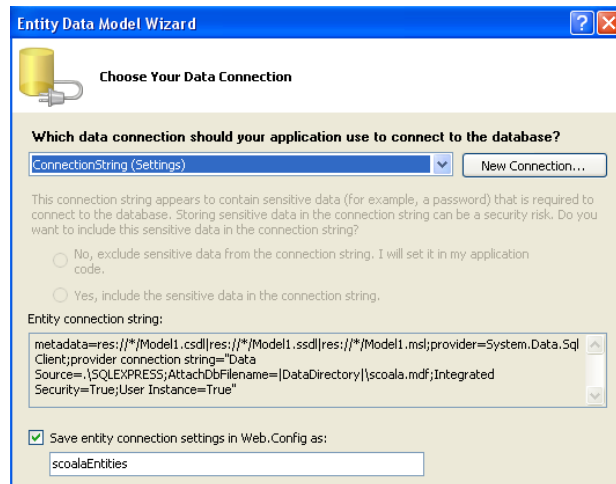 Entity Data Model Wizard
Choose Your Data Connection
Which data connection should your application use to connect to the database?
ConnectionString (Settings)
New Connection...
This connection string appears to contain sensitive data (for example, a password) that is required to
connect to the database. Storing sensitive data in the connection string can be a security risk. Do you
want to include this sensitive data in the connection string?
No, exclude sensitive data from the connection string. I will set it in my application
code.
Yes, include the sensitive data in the connection string.
Entity connection string:
metadata=res://*/Model1.csdl|res://*/Model1.ssdl|res://*/Model1.msl;provider=System.Data.Sql
Client;provider connection string="Data
Source=.\SQLEXPRESS;AttachDbFilename=|DataDirectory|\scoala.mdf;Integrated
Security=True;User Instance=True"
Save entity connection settings in Web.Config as:
scoalaEntities